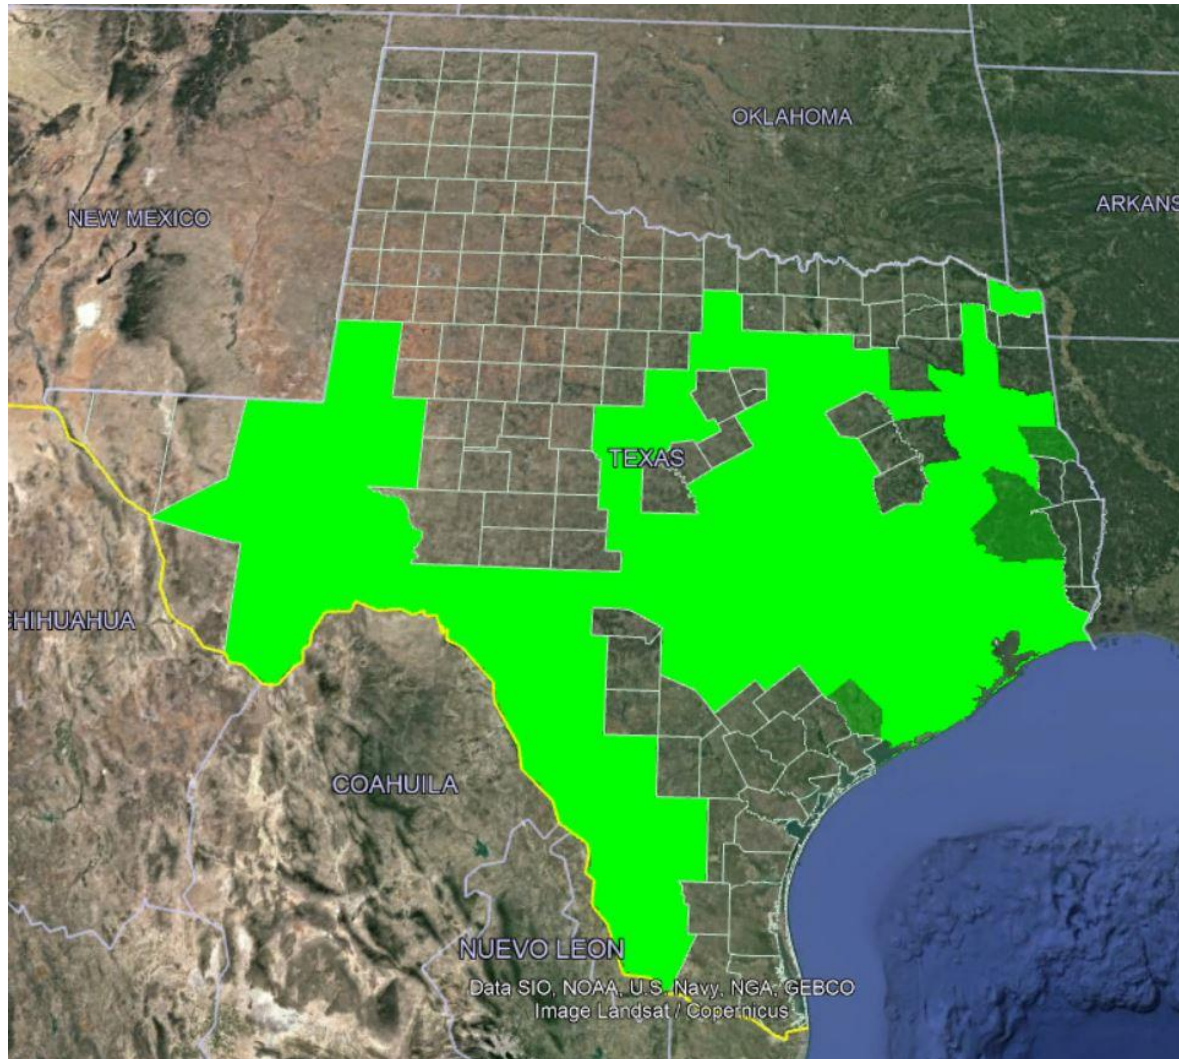 OKLAHOMA
NEW MEXICO
ARKANS
TEXAS
CHIHUAHUA
COAHUILA
NUEVO LEON
Data SIO, NOAA, U.S. Navy, NGA, GEBCO
Image Landsat / Copernicus